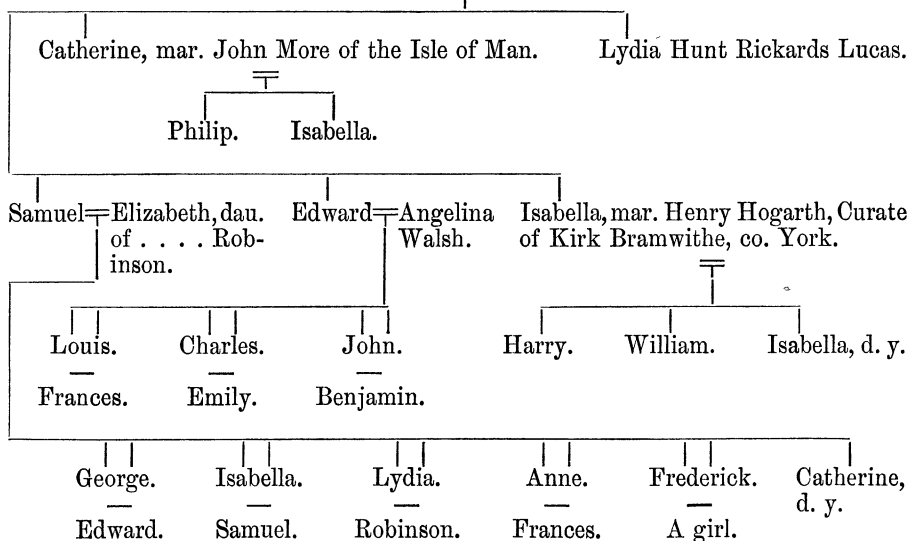 Catherine, mar. John More of the Isle of Man. Lydia Hunt Rickards Lucas.
Philip. Isabella.
Samuel Elizabeth, dau. Edward Angelina Isabella, mar. Henry Hogarth, Curate
of . . . . Rob- Walsh. of Kirk Bramwithe, co. York.
inson.
Louis. Charles. John. Harry. William. Isabella, d. y.
Frances. Emily. Benjamin.
George. Isabella. Lydia. Anne. Frederick. Catherine,
d. y.
Edward. Samuel. Robinson. Frances. A girl.